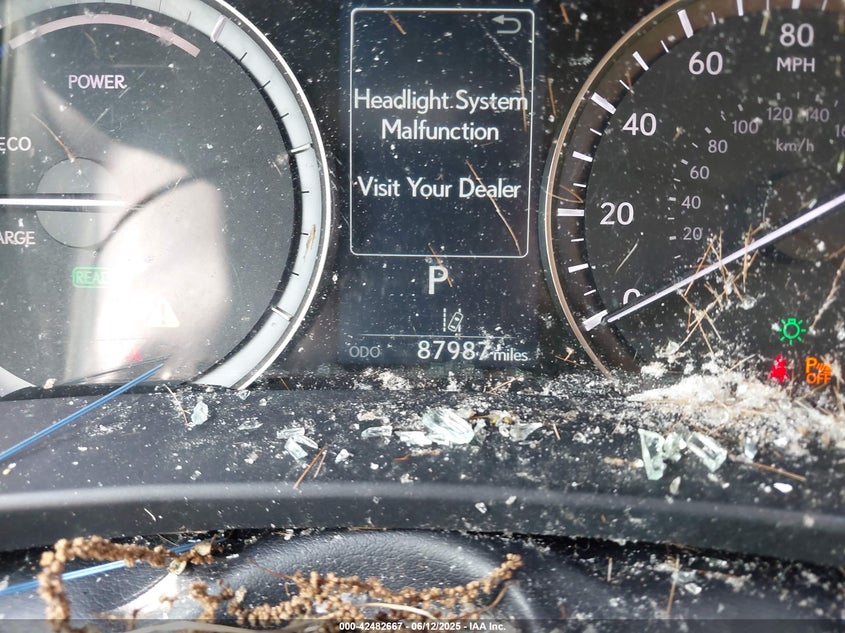 Headlight System
Malfunction
Visit Your Dealer
POWER
ECO
READ
P
ODO 87987 miles
0
20
40
60
80
MPH
20
40
60
80
100
120
140
km/h
P
OFF
000-42482667 - 06/12/2025 - IAA Inc.